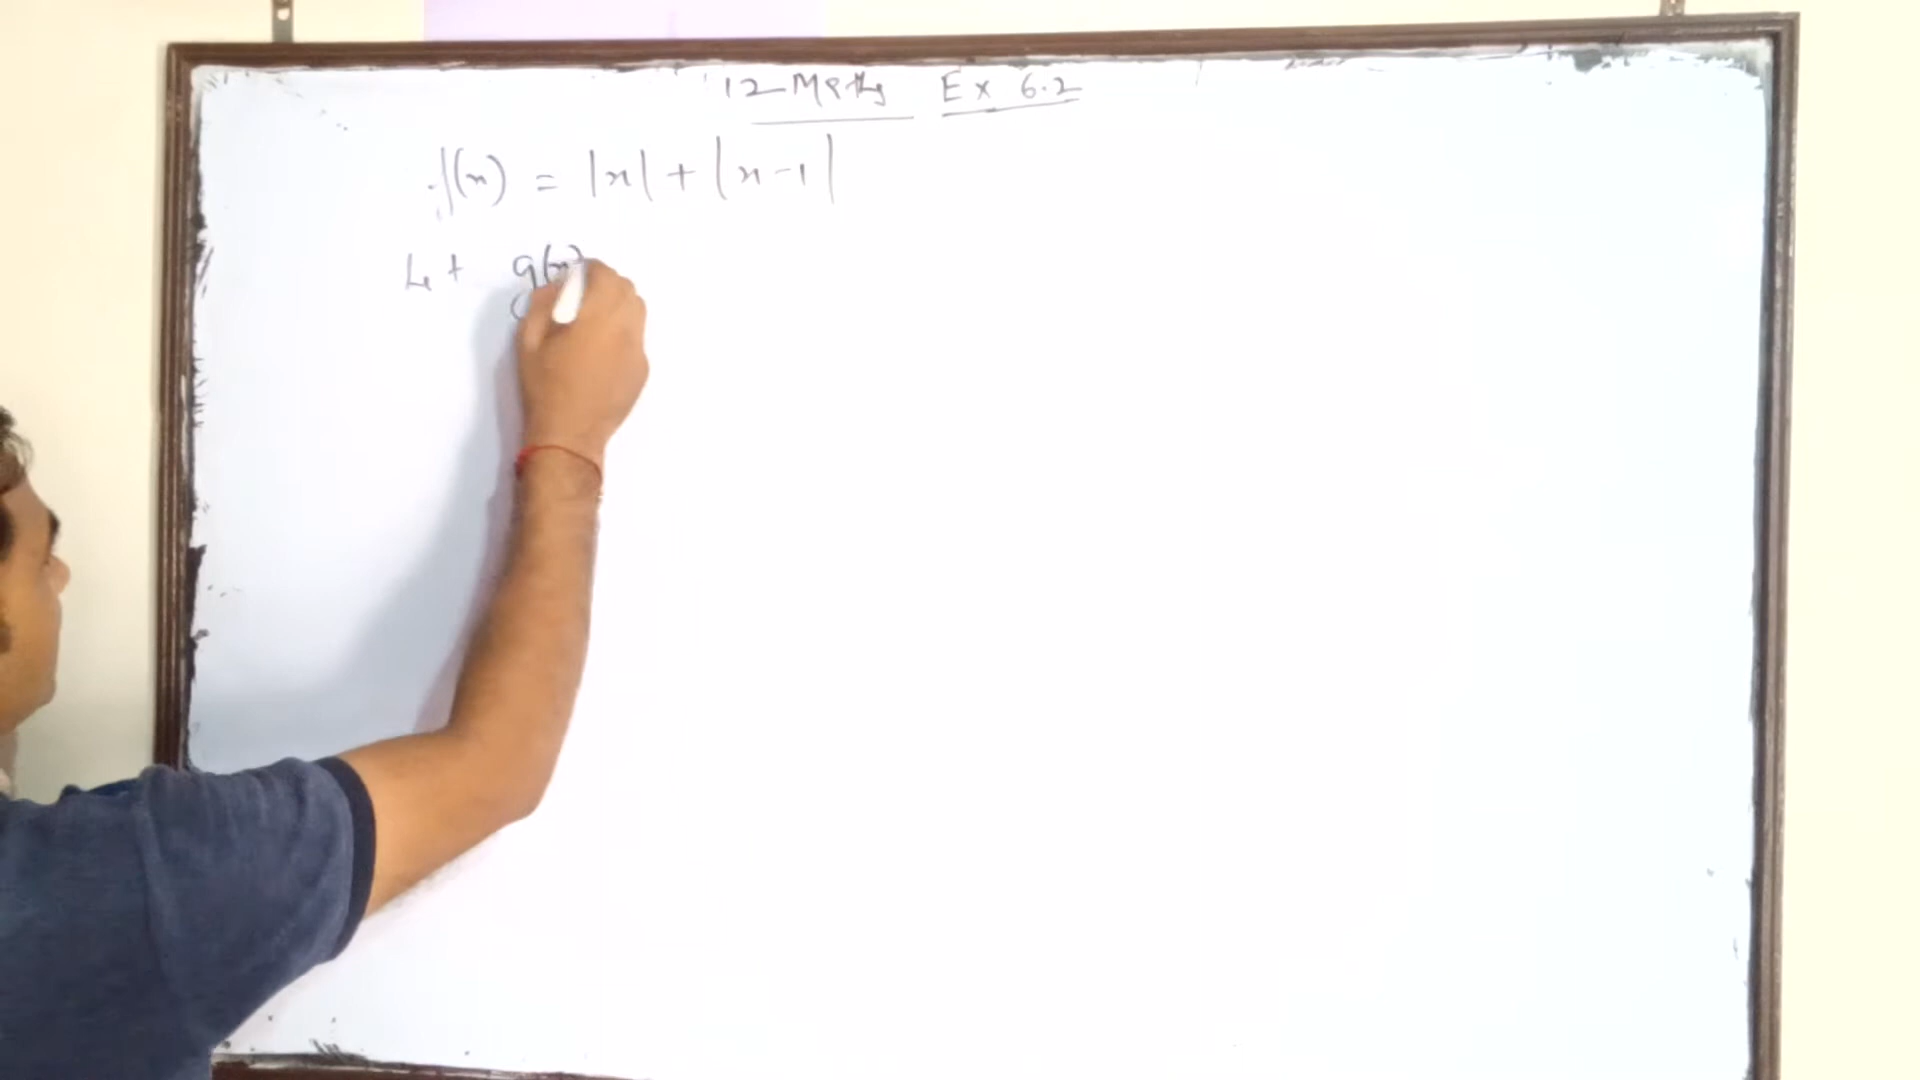 12 Maths Ex 6.2
f(x) = |x| + |x-1|
Let g(x)